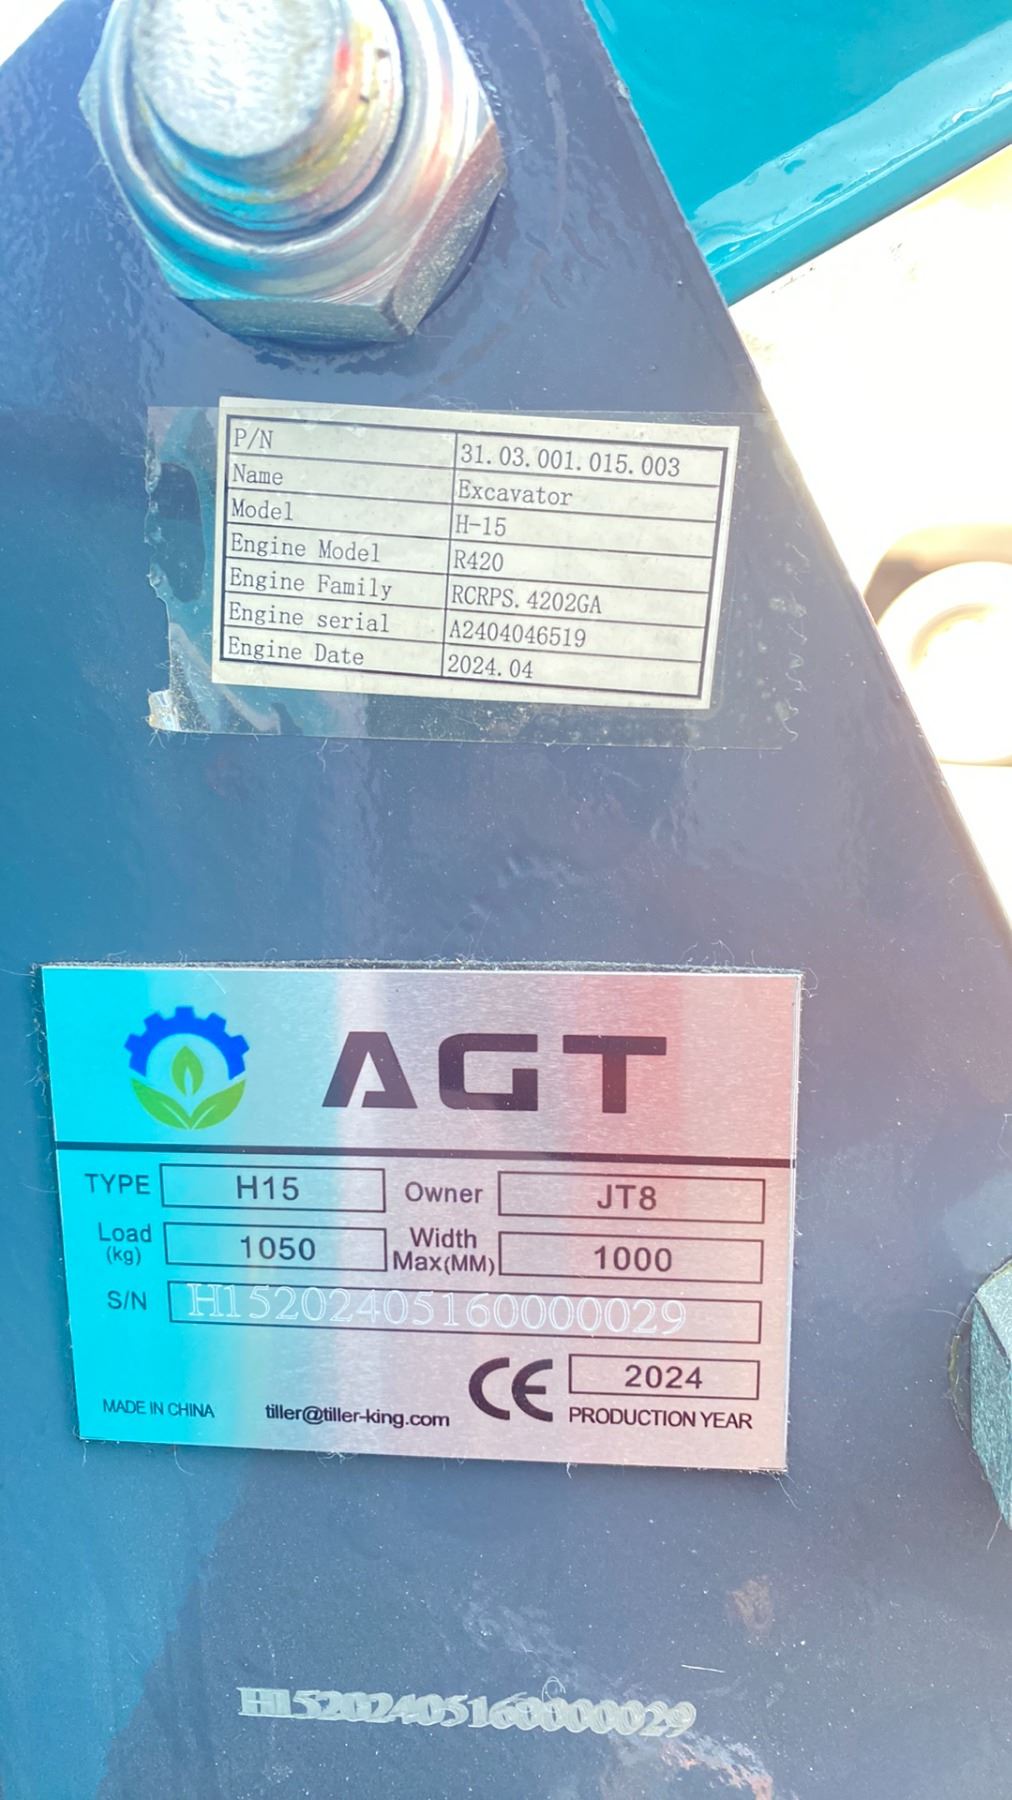 P/N 31.03.001.015.003
Name Excavator
Model H-15
Engine Model R420
Engine Family RCRPS.4202GA
Engine serial A2404046519
Engine Date 2024.04
AGT
TYPE H15 Owner JT8
Load (kg) 1050 Width Max(MM) 1000
S/N H15202405160000029
CE 2024
MADE IN CHINA tiller@tiller-king.com PRODUCTION YEAR
H15202405160000029